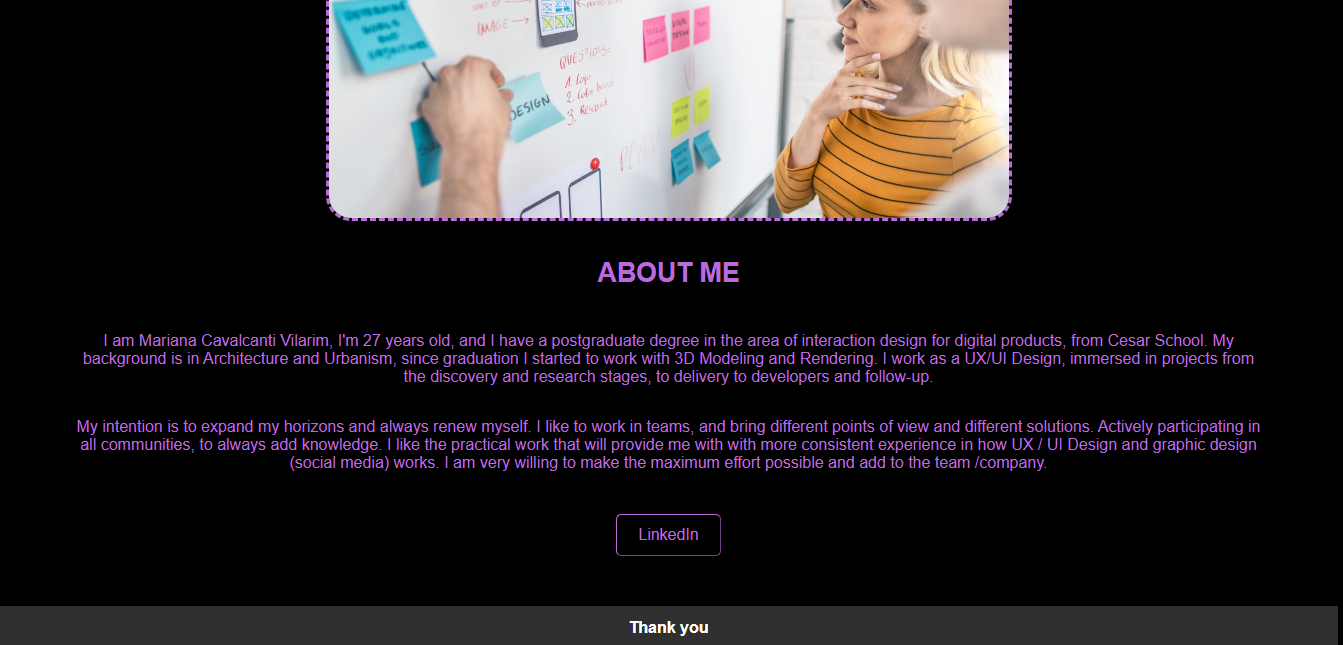 IMAGE
QUESTIONS:
1. Logo
2. Color board
3. Research
DESIGN
PLAN
ABOUT ME
I am Mariana Cavalcanti Vilarim, I'm 27 years old, and I have a postgraduate degree in the area of interaction design for digital products, from Cesar School. My
background is in Architecture and Urbanism, since graduation I started to work with 3D Modeling and Rendering. I work as a UX/UI Design, immersed in projects from
the discovery and research stages, to delivery to developers and follow-up.
My intention is to expand my horizons and always renew myself. I like to work in teams, and bring different points of view and different solutions. Actively participating in
all communities, to always add knowledge. I like the practical work that will provide me with with more consistent experience in how UX / UI Design and graphic design
(social media) works. I am very willing to make the maximum effort possible and add to the team /company.
LinkedIn
Thank you